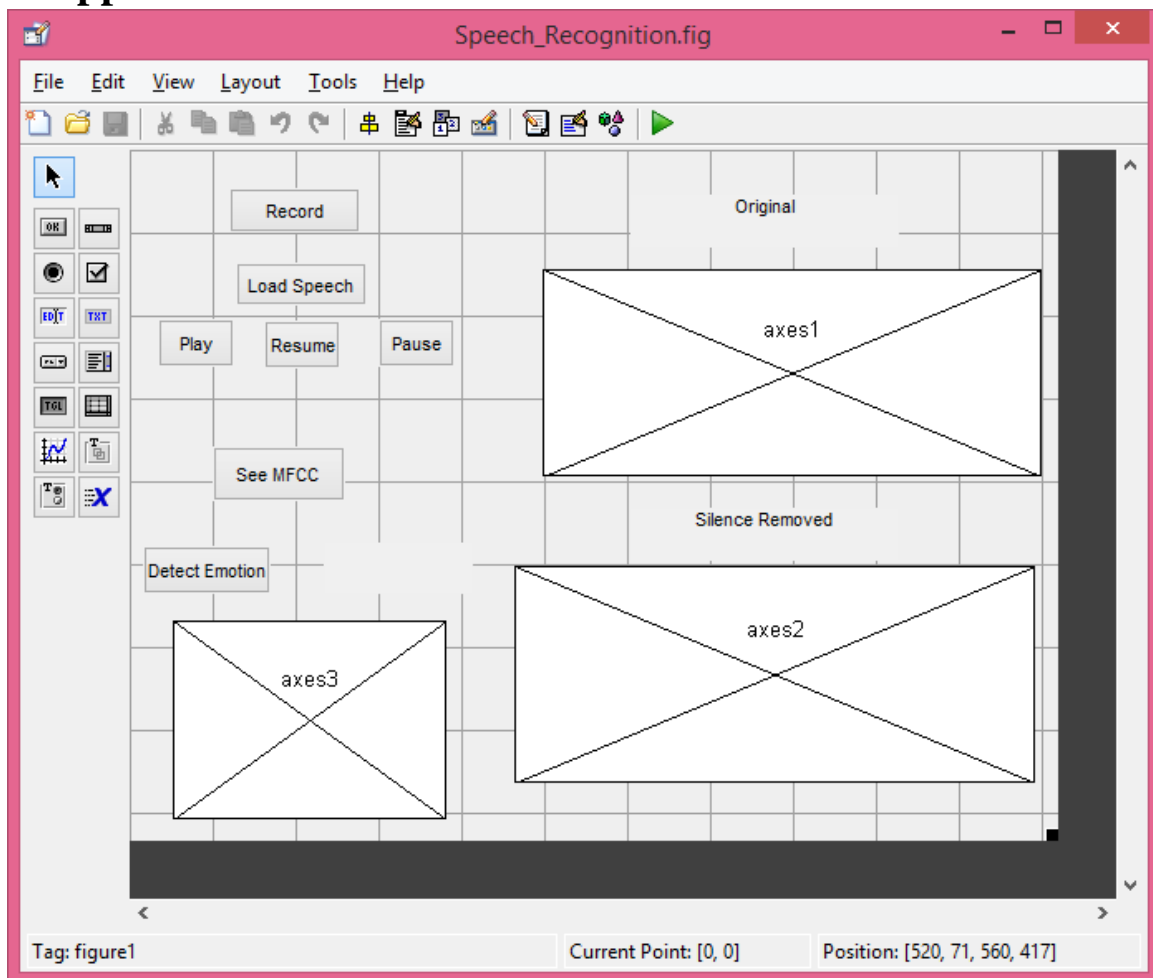 Speech_Recognition.fig
File Edit View Layout Tools Help
Record
Original
Load Speech
Play Resume Pause
axes1
See MFCC
Silence Removed
Detect Emotion
axes2
axes3
Tag: figure1 Current Point: [0, 0] Position: [520, 71, 560, 417]